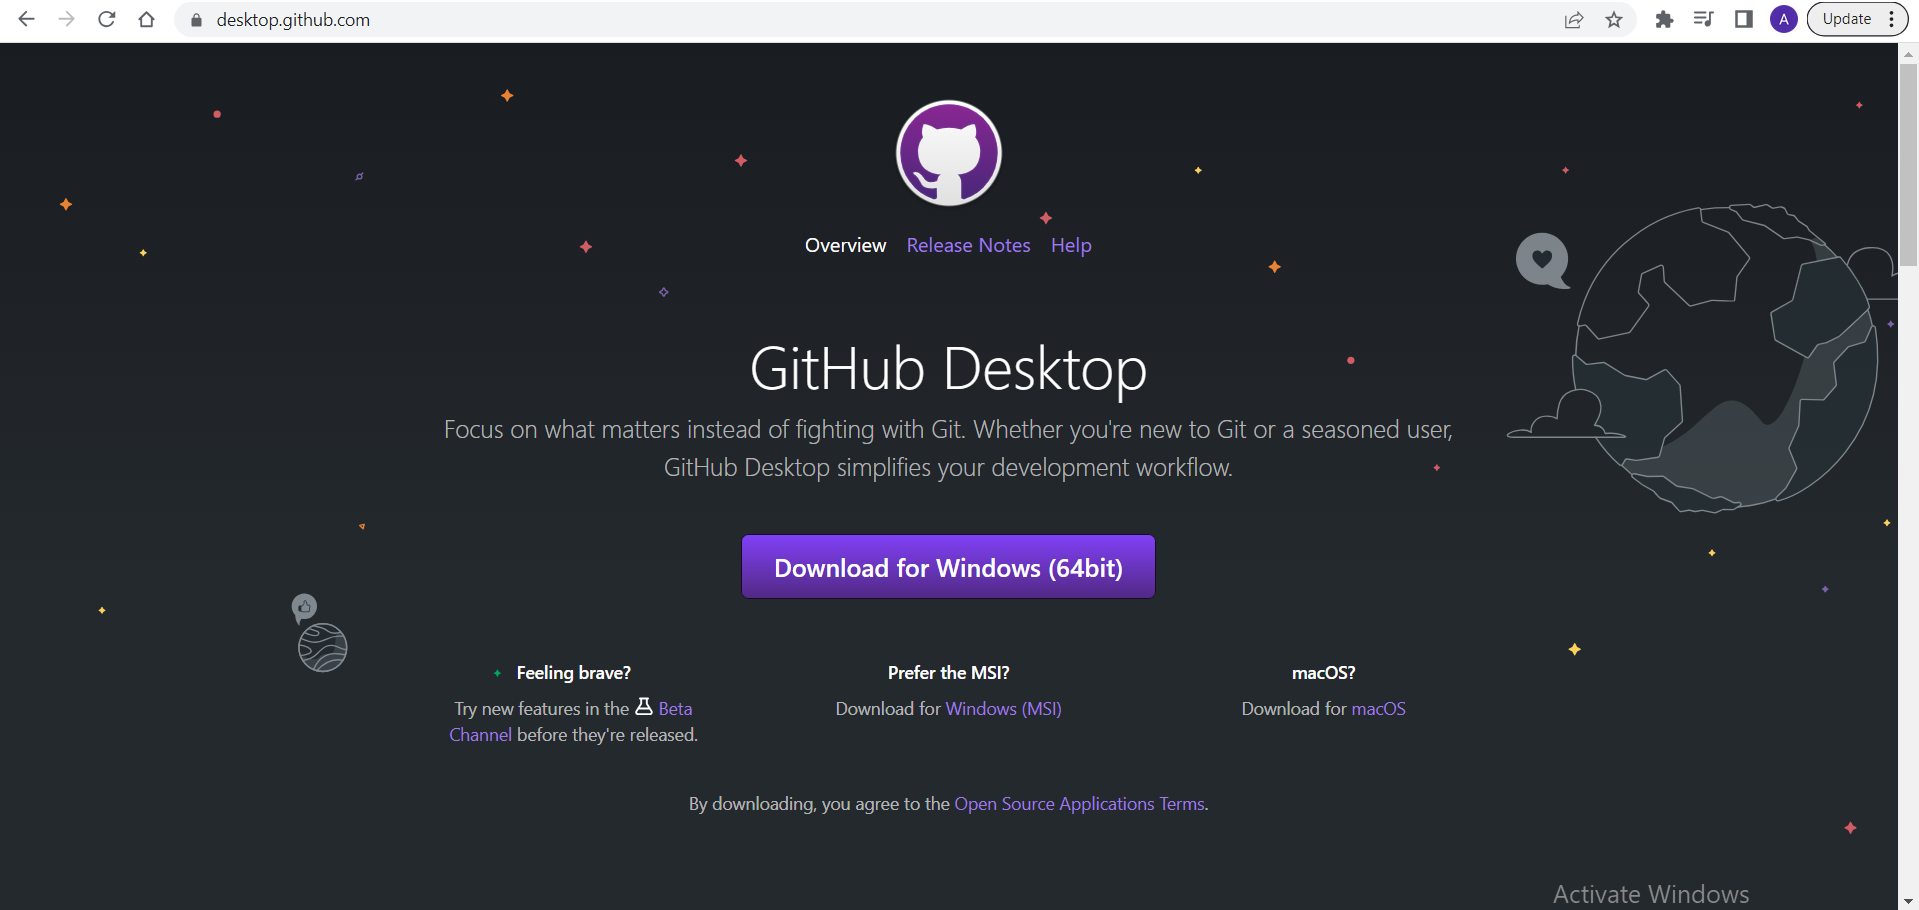 desktop.github.com
A
Update
Overview Release Notes Help
GitHub Desktop
Focus on what matters instead of fighting with Git. Whether you're new to Git or a seasoned user,
GitHub Desktop simplifies your development workflow.
Download for Windows (64bit)
Feeling brave?
Try new features in the Beta
Channel before they're released.
Prefer the MSI?
Download for Windows (MSI)
macOS?
Download for macOS
By downloading, you agree to the Open Source Applications Terms.
Activate Windows